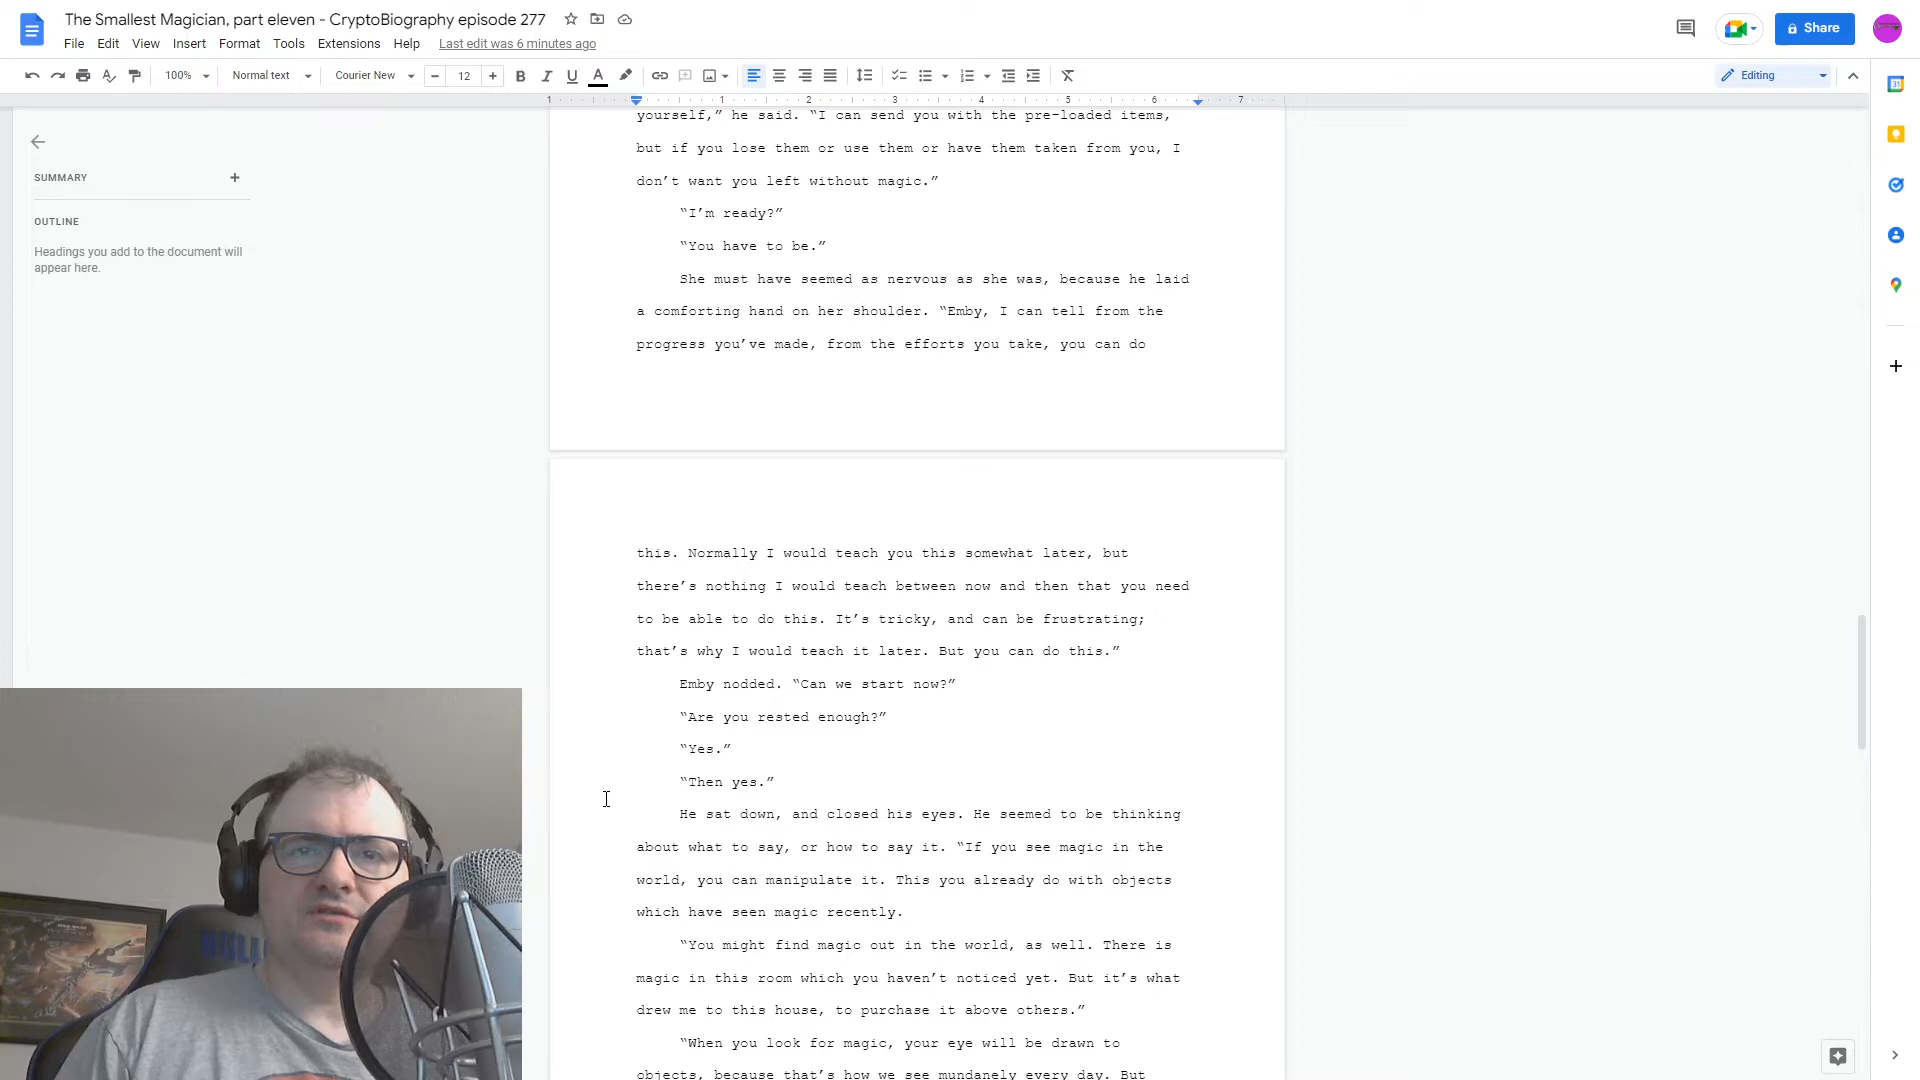 The Smallest Magician, part eleven - CryptoBiography episode 277
File Edit View Insert Format Tools Extensions Help Last edit was 6 minutes ago
Share
100% Normal text Courier New 12 Editing
1 1 2 3 4 5 6 7
SUMMARY
OUTLINE
Headings you add to the document will
appear here.
yourself,” he said. “I can send you with the pre-loaded items,
but if you lose them or use them or have them taken from you, I
don’t want you left without magic.”
“I’m ready?”
“You have to be.”
She must have seemed as nervous as she was, because he laid
a comforting hand on her shoulder. “Emby, I can tell from the
progress you’ve made, from the efforts you take, you can do
this. Normally I would teach you this somewhat later, but
there’s nothing I would teach between now and then that you need
to be able to do this. It’s tricky, and can be frustrating;
that’s why I would teach it later. But you can do this.”
Emby nodded. “Can we start now?”
“Are you rested enough?”
“Yes.”
“Then yes.”
He sat down, and closed his eyes. He seemed to be thinking
about what to say, or how to say it. “If you see magic in the
world, you can manipulate it. This you already do with objects
which have seen magic recently.
“You might find magic out in the world, as well. There is
magic in this room which you haven’t noticed yet. But it’s what
drew me to this house, to purchase it above others.”
“When you look for magic, your eye will be drawn to
objects, because that’s how we see mundanely every day. But